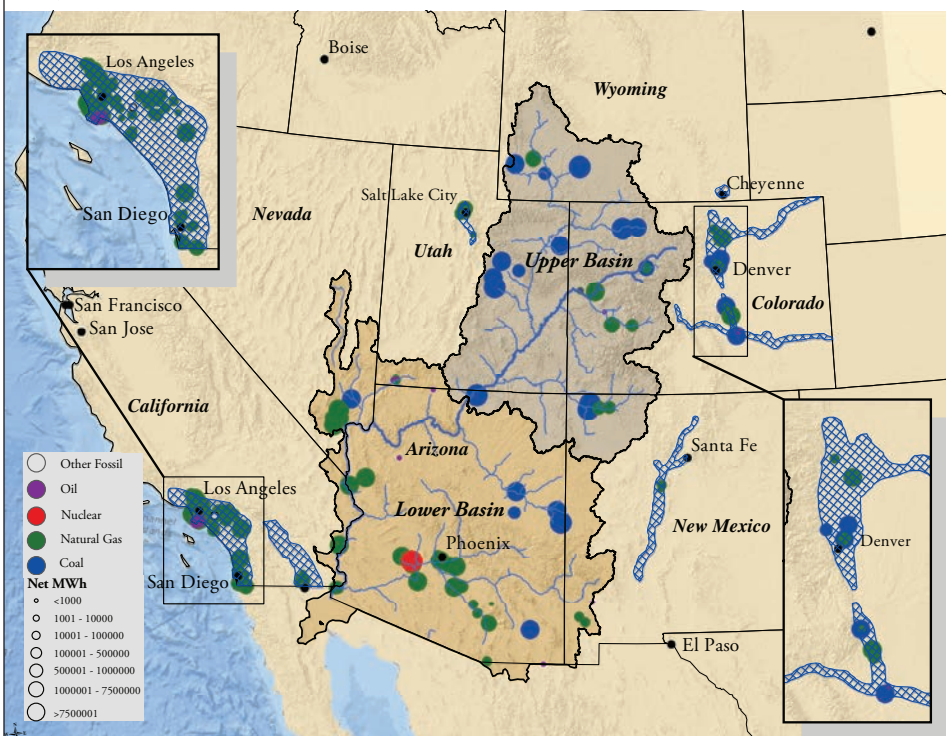 Los Angeles
San Diego
Boise
Wyoming
Salt Lake City
Cheyenne
Nevada
Utah
Upper Basin
Denver
Colorado
San Francisco
San Jose
California
Arizona
Santa Fe
Lower Basin
New Mexico
Phoenix
Los Angeles
San Diego
El Paso
Denver
Other Fossil
Oil
Nuclear
Natural Gas
Coal
Net MWh
<1000
1001 - 10000
10001 - 100000
100001 - 500000
500001 - 1000000
1000001 - 7500000
>7500001